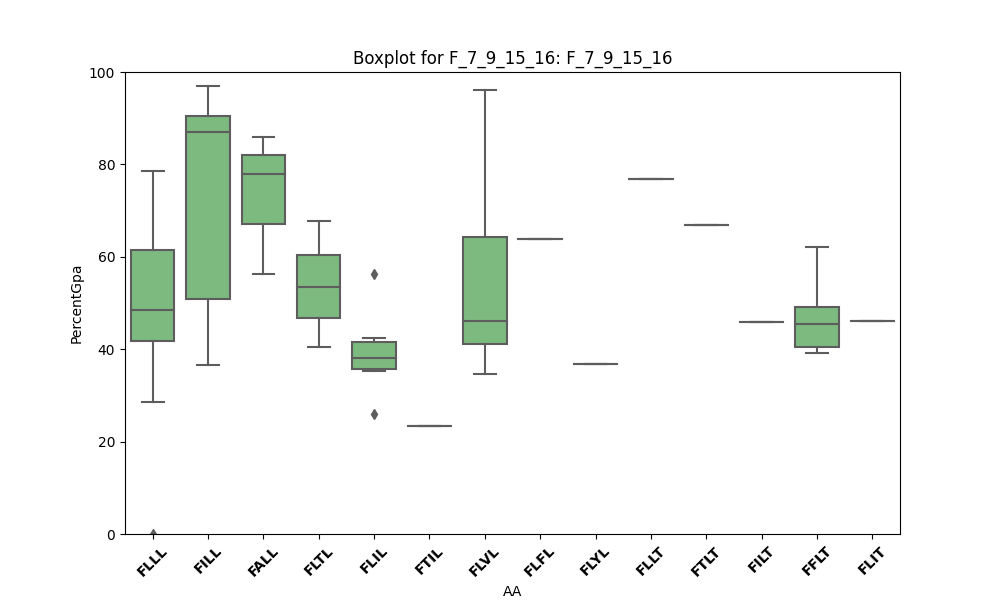 Boxplot for F_7_9_15_16: F_7_9_15_16
100
80
60
40
20
0
PercentGpa
FLLL
FILL
FALL
FLTL
FLIL
FTIL
FLVL
FLFL
FLYL
FLLT
FTLT
FILT
FFLT
FLIT
AA